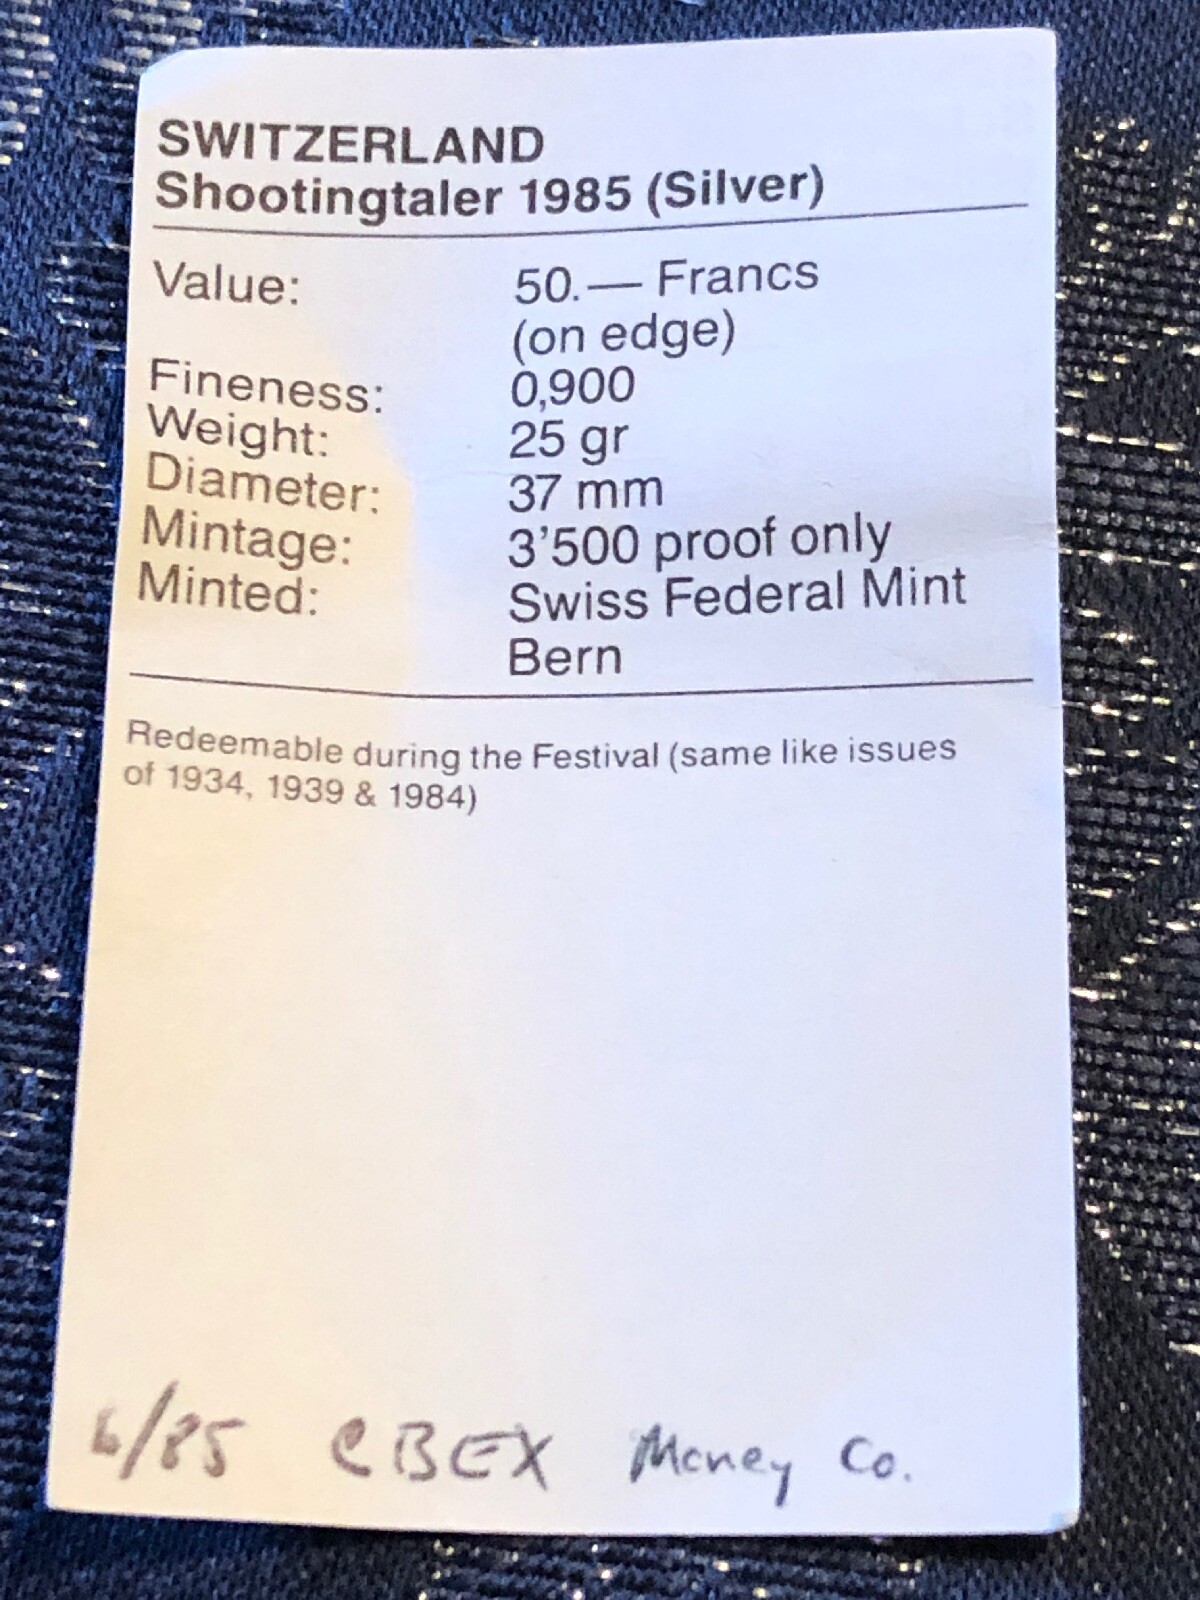 SWITZERLAND
Shootingtaler 1985 (Silver)
Value: 50.— Francs
(on edge)
Fineness: 0,900
Weight: 25 gr
Diameter: 37 mm
Mintage: 3'500 proof only
Minted: Swiss Federal Mint
Bern
Redeemable during the Festival (same like issues
of 1934, 1939 & 1984)
6/85 CBEX Money Co.